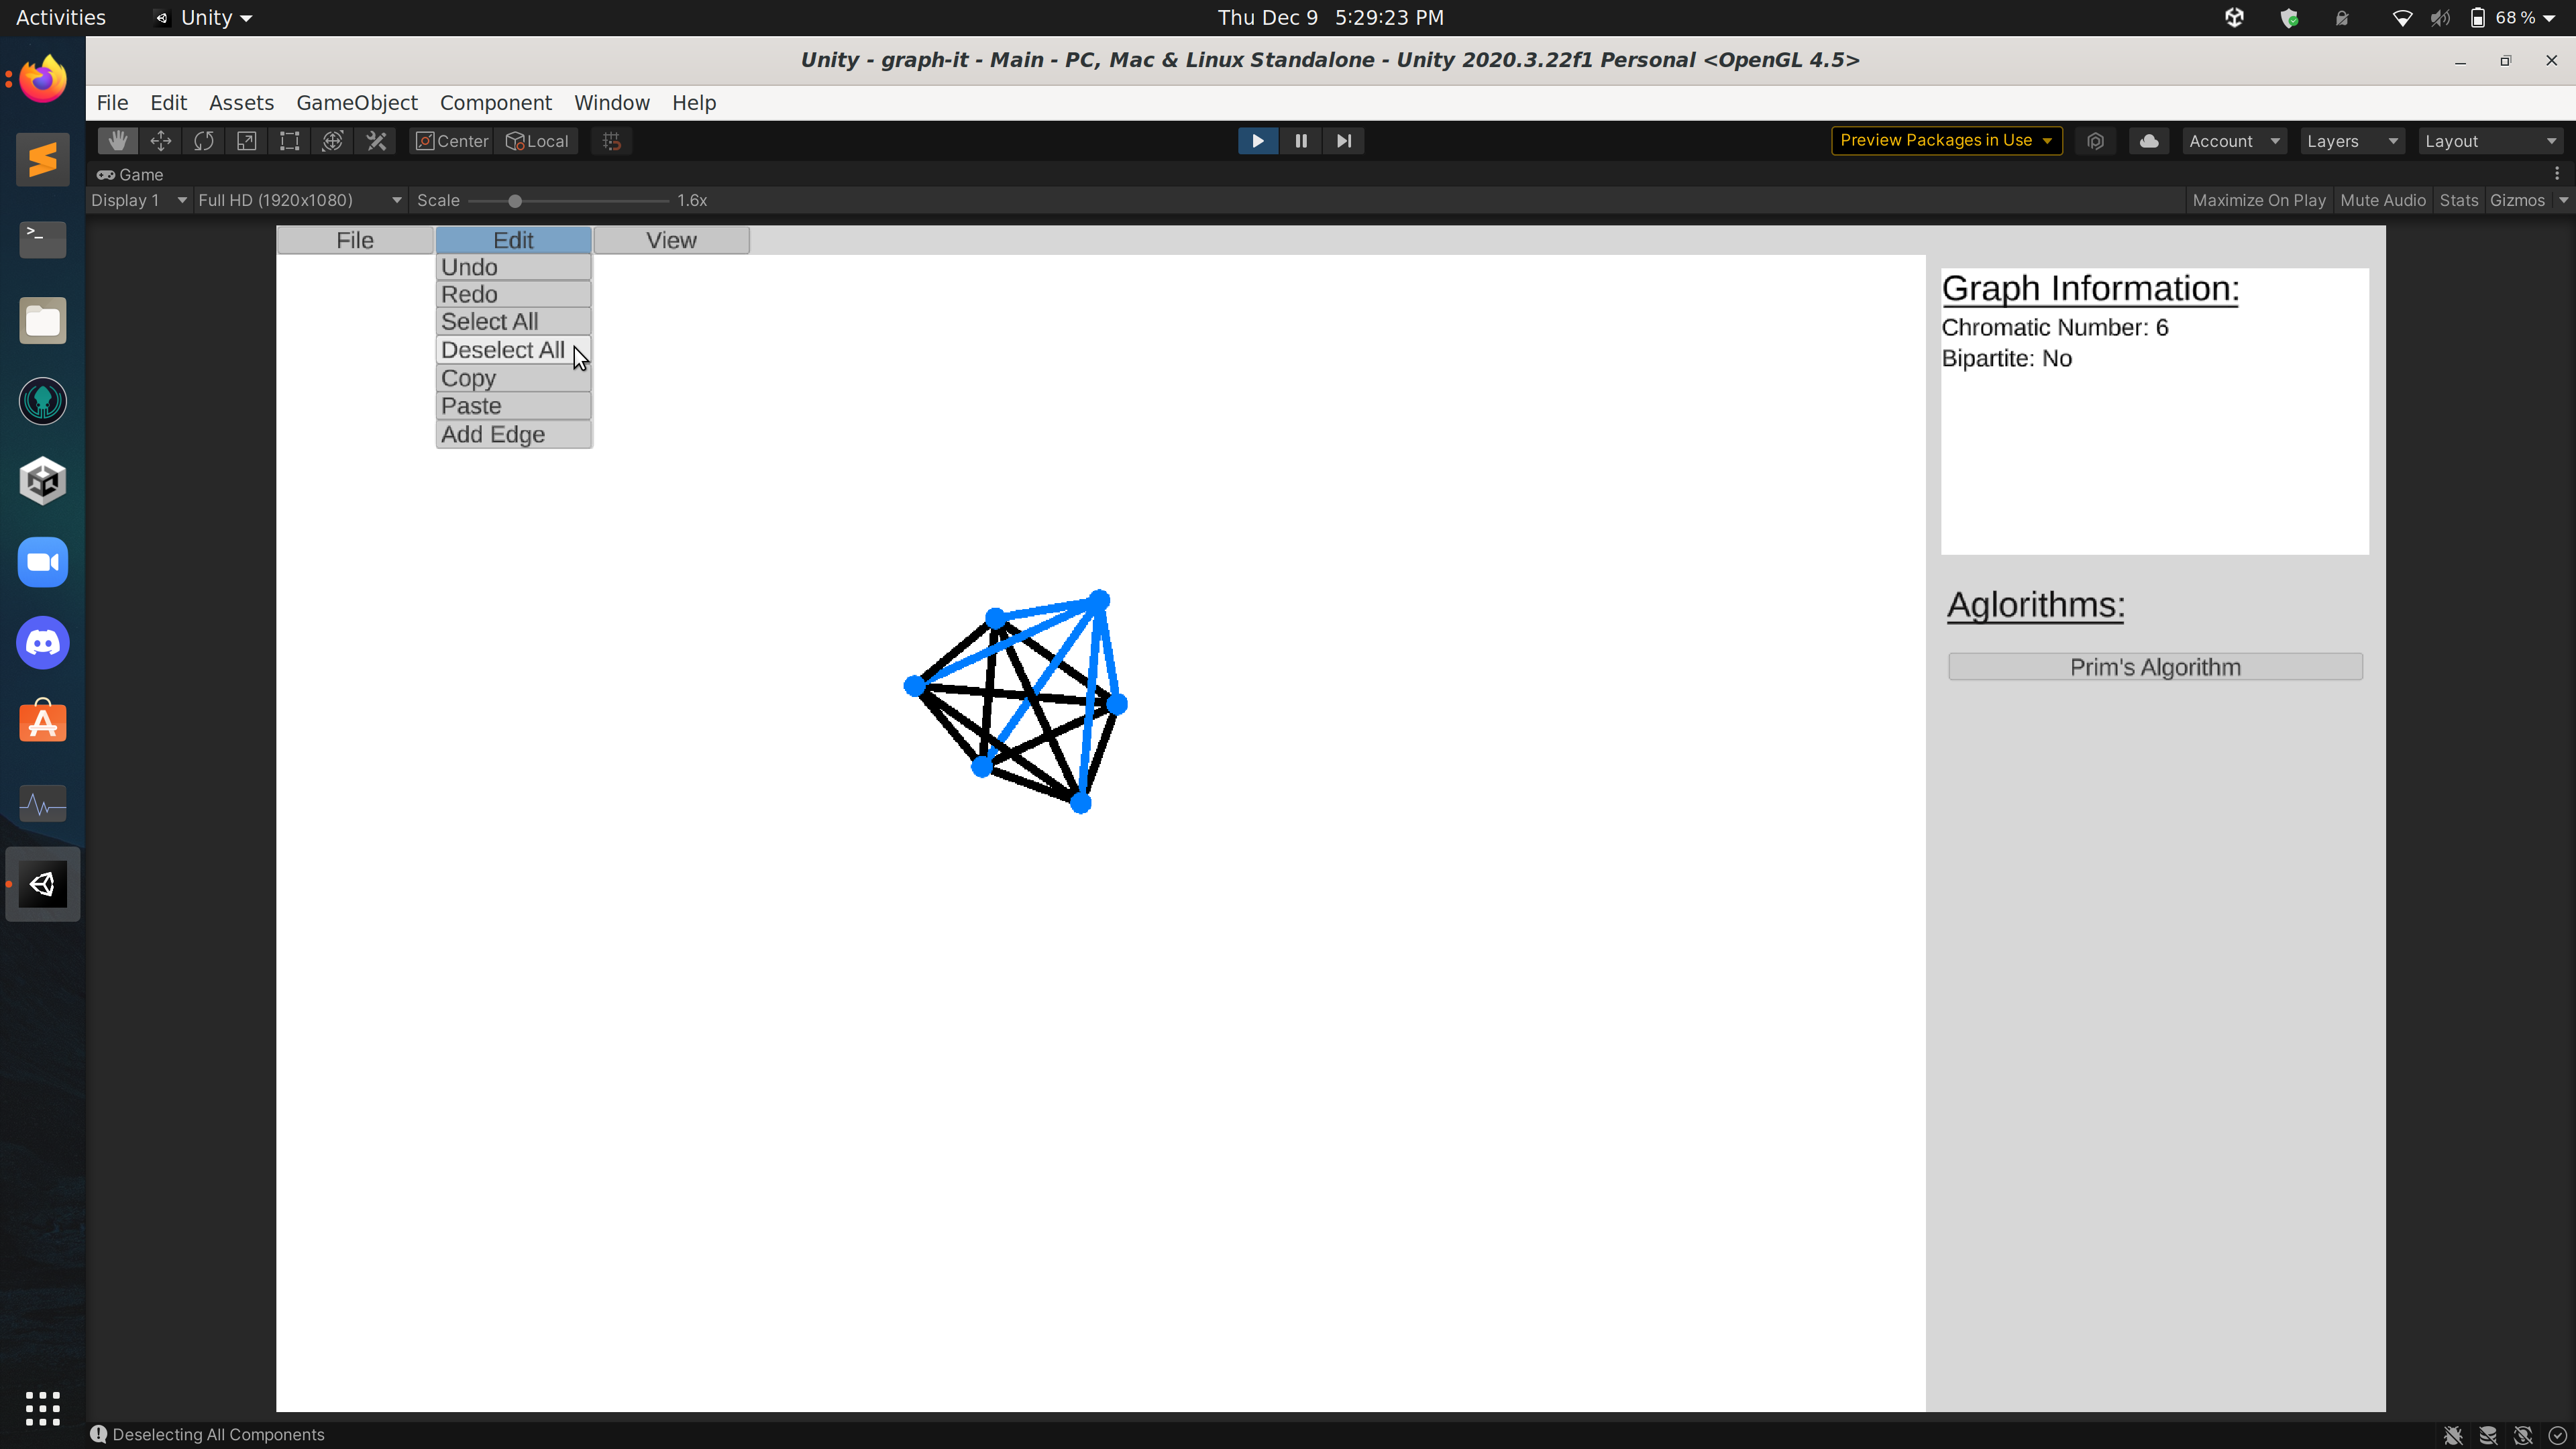 Activities Unity Thu Dec 9 5:29:23 PM 68 %
Unity - graph-it - Main - PC, Mac & Linux Standalone - Unity 2020.3.22f1 Personal <OpenGL 4.5>
File Edit Assets GameObject Component Window Help
Center Local Preview Packages in Use Account Layers Layout
Game
Display 1 Full HD (1920x1080) Scale 1.6x Maximize On Play Mute Audio Stats Gizmos
File Edit View
Undo
Redo
Select All
Deselect All
Copy
Paste
Add Edge
Graph Information:
Chromatic Number: 6
Bipartite: No
Aglorithms:
Prim's Algorithm
Deselecting All Components